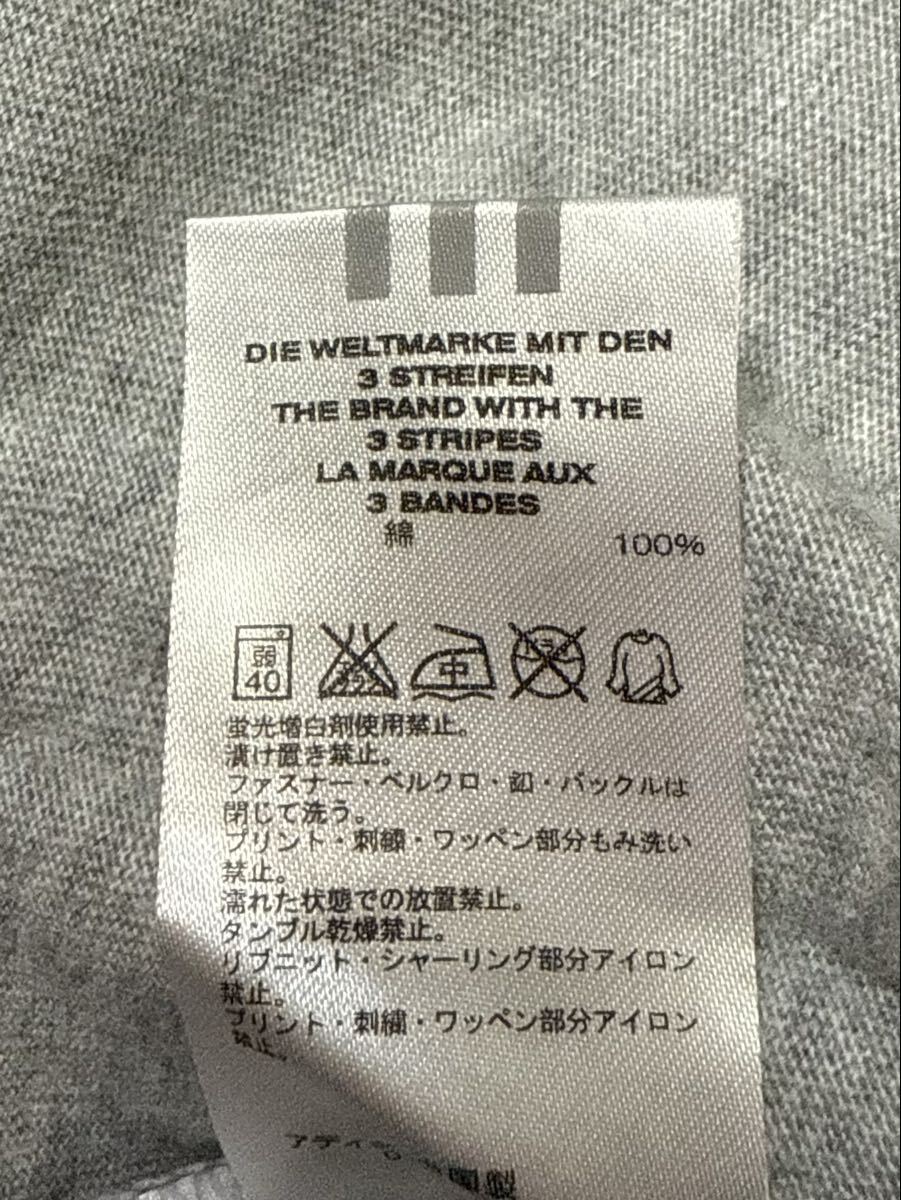 DIE WELTMARKE MIT DEN
3 STREIFEN
THE BRAND WITH THE
3 STRIPES
LA MARQUE AUX
3 BANDES
綿 100%
弱 中
40
蛍光増白剤使用禁止。
漬け置き禁止。
ファスナー・ベルクロ・釦・バックルは
閉じて洗う。
プリント・刺繍・ワッペン部分もみ洗い
禁止。
濡れた状態での放置禁止。
タンブル乾燥禁止。
リブニット・シャーリング部分アイロン
禁止。
プリント・刺繍・ワッペン部分アイロン
禁止。